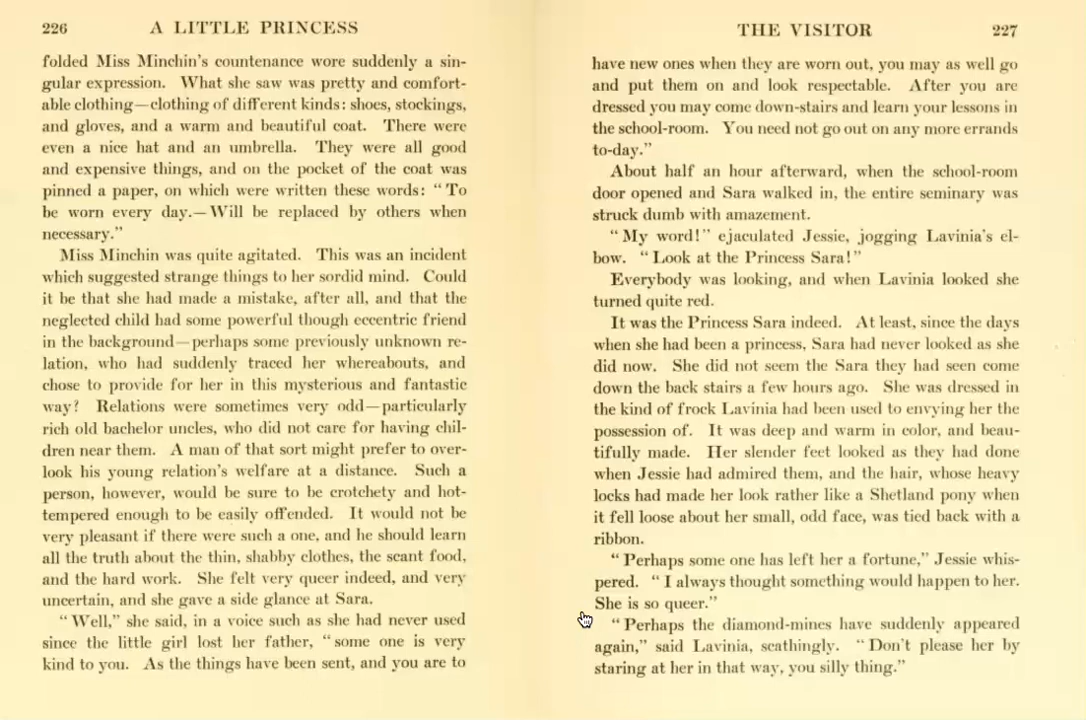 226 A LITTLE PRINCESS
folded Miss Minchin's countenance wore suddenly a sin-
gular expression. What she saw was pretty and comfort-
able clothing—clothing of different kinds: shoes, stockings,
and gloves, and a warm and beautiful coat. There were
even a nice hat and an umbrella. They were all good
and expensive things, and on the pocket of the coat was
pinned a paper, on which were written these words: "To
be worn every day.—Will be replaced by others when
necessary."
Miss Minchin was quite agitated. This was an incident
which suggested strange things to her sordid mind. Could
it be that she had made a mistake, after all, and that the
neglected child had some powerful though eccentric friend
in the background—perhaps some previously unknown re-
lation, who had suddenly traced her whereabouts, and
chose to provide for her in this mysterious and fantastic
way? Relations were sometimes very odd—particularly
rich old bachelor uncles, who did not care for having chil-
dren near them. A man of that sort might prefer to over-
look his young relation's welfare at a distance. Such a
person, however, would be sure to be crotchety and hot-
tempered enough to be easily offended. It would not be
very pleasant if there were such a one, and he should learn
all the truth about the thin, shabby clothes, the scant food,
and the hard work. She felt very queer indeed, and very
uncertain, and she gave a side glance at Sara.
"Well," she said, in a voice such as she had never used
since the little girl lost her father, "some one is very
kind to you. As the things have been sent, and you are to
THE VISITOR 227
have new ones when they are worn out, you may as well go
and put them on and look respectable. After you are
dressed you may come down-stairs and learn your lessons in
the school-room. You need not go out on any more errands
to-day."
About half an hour afterward, when the school-room
door opened and Sara walked in, the entire seminary was
struck dumb with amazement.
"My word!" ejaculated Jessie, jogging Lavinia's el-
bow. "Look at the Princess Sara!"
Everybody was looking, and when Lavinia looked she
turned quite red.
It was the Princess Sara indeed. At least, since the days
when she had been a princess, Sara had never looked as she
did now. She did not seem the Sara they had seen come
down the back stairs a few hours ago. She was dressed in
the kind of frock Lavinia had been used to envying her the
possession of. It was deep and warm in color, and beau-
tifully made. Her slender feet looked as they had done
when Jessie had admired them, and the hair, whose heavy
locks had made her look rather like a Shetland pony when
it fell loose about her small, odd face, was tied back with a
ribbon.
"Perhaps some one has left her a fortune," Jessie whis-
pered. "I always thought something would happen to her.
She is so queer."
"Perhaps the diamond-mines have suddenly appeared
again," said Lavinia, scathingly. "Don't please her by
staring at her in that way, you silly thing."